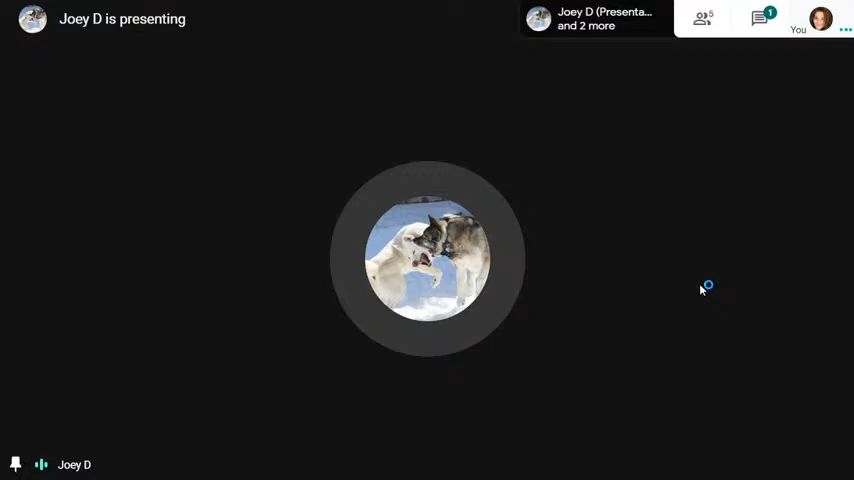 Joey D is presenting
Joey D (Presenta...
and 2 more
5
1
You
Joey D